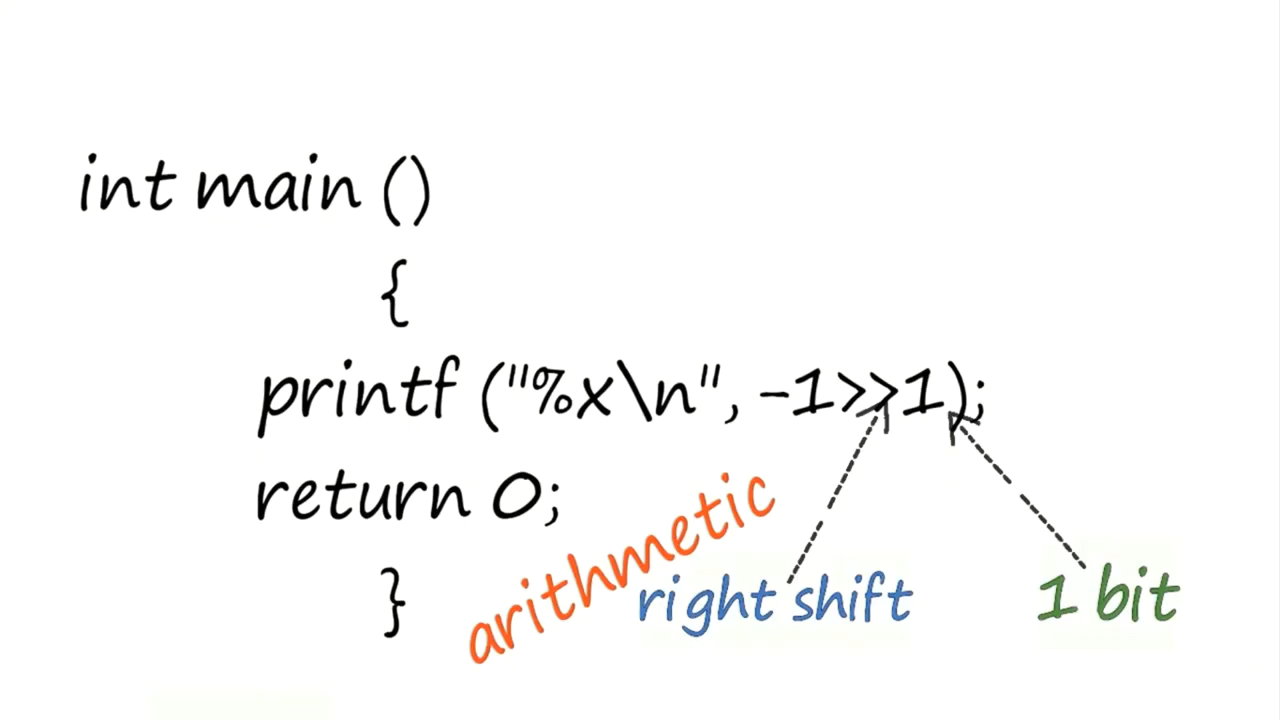 int main ()
{
printf ("%x\n", -1>>1);
return 0;
}
arithmetic
right shift
1 bit